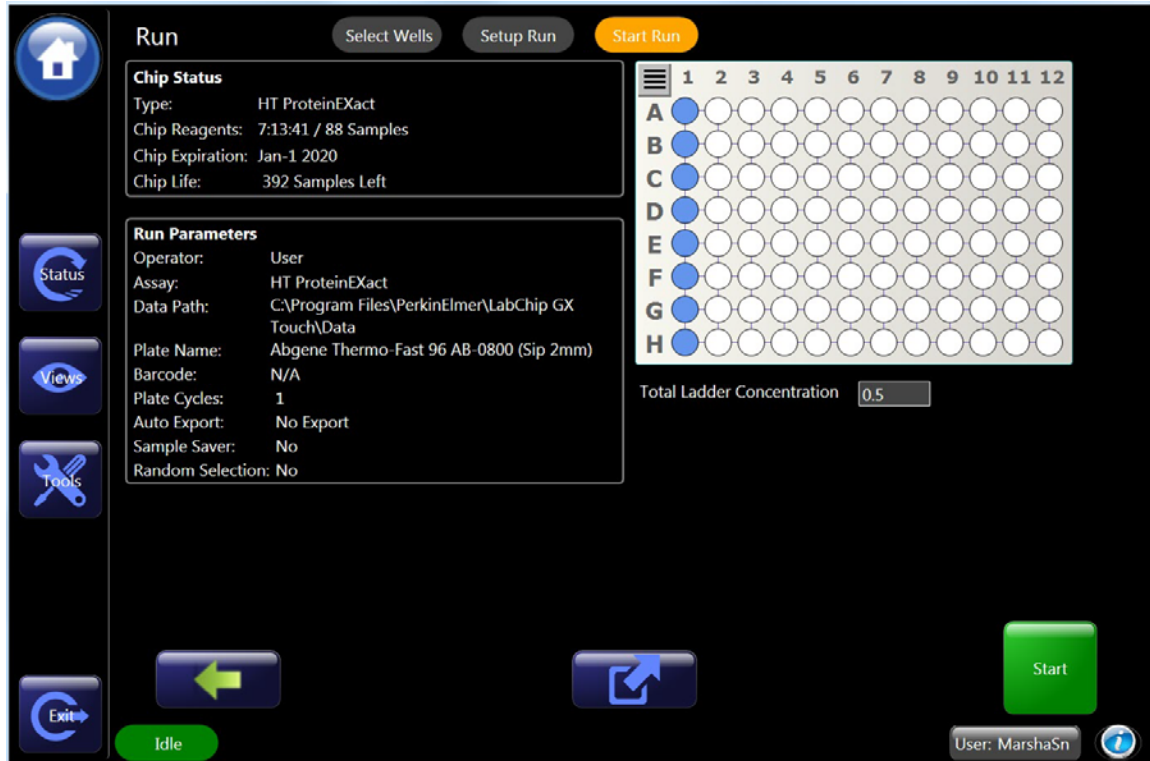 Run
Select Wells
Setup Run
Start Run
Chip Status
Type: HT ProteinEXact
Chip Reagents: 7:13:41 / 88 Samples
Chip Expiration: Jan-1 2020
Chip Life: 392 Samples Left
Run Parameters
Operator: User
Assay: HT ProteinEXact
Data Path: C:\Program Files\PerkinElmer\LabChip GX
Touch\Data
Plate Name: Abgene Thermo-Fast 96 AB-0800 (Sip 2mm)
Barcode: N/A
Plate Cycles: 1
Auto Export: No Export
Sample Saver: No
Random Selection: No
1 2 3 4 5 6 7 8 9 10 11 12
A
B
C
D
E
F
G
H
Total Ladder Concentration 0.5
Status
Views
Tools
Exit
Start
Idle
User: MarshaSn
i